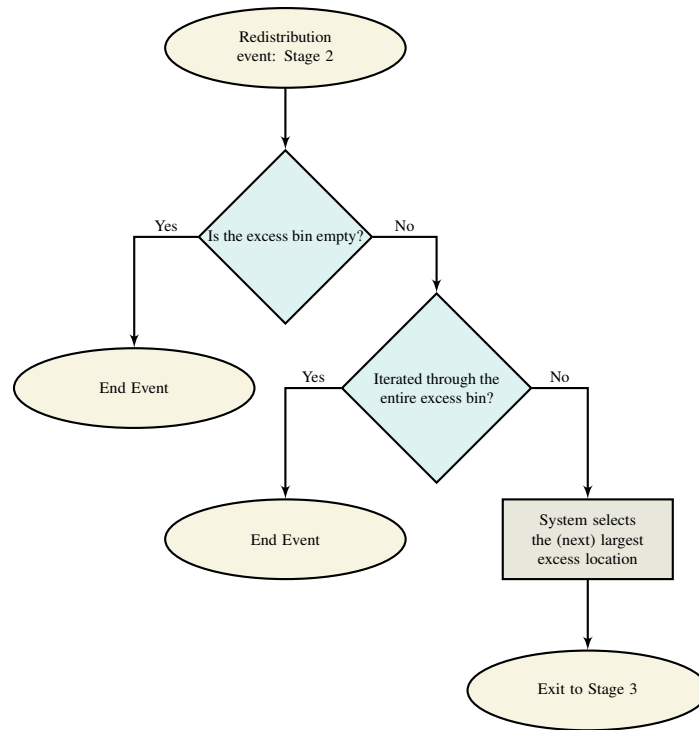 Redistribution
event: Stage 2
Yes
Is the excess bin empty?
No
End Event
Yes
Iterated through the
entire excess bin?
No
End Event
System selects
the (next) largest
excess location
Exit to Stage 3